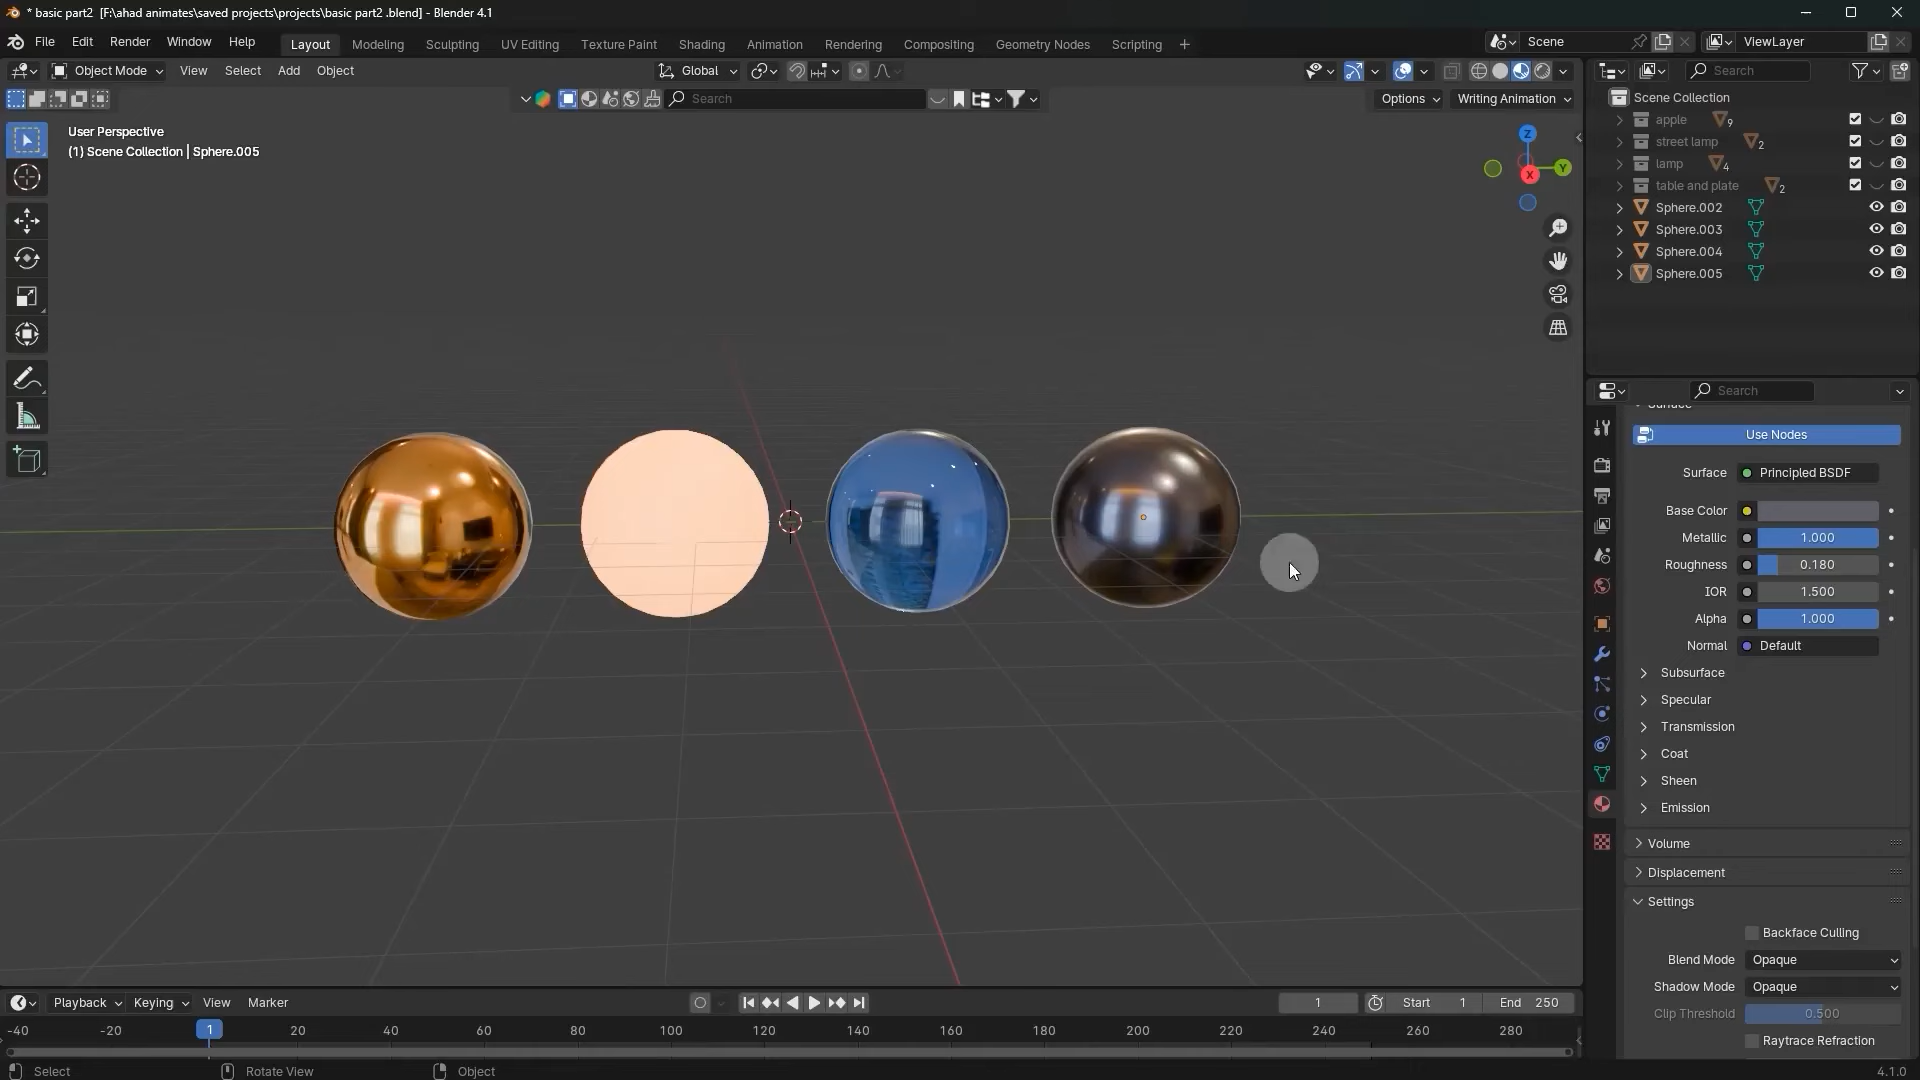 * basic part2  [F:\ahad animates\saved projects\projects\basic part2 .blend] - Blender 4.1
File Edit Render Window Help
Layout Modeling Sculpting UV Editing Texture Paint Shading Animation Rendering Compositing Geometry Nodes Scripting +
Scene
ViewLayer
Object Mode View Select Add Object
Global
Search
Search
Options
Writing Animation
User Perspective
(1) Scene Collection | Sphere.005
Z
Y
X
Scene Collection
apple 9
street lamp 2
lamp 4
table and plate 2
Sphere.002
Sphere.003
Sphere.004
Sphere.005
Search
Surface
Use Nodes
Surface Principled BSDF
Base Color
Metallic 1.000
Roughness 0.180
IOR 1.500
Alpha 1.000
Normal Default
Subsurface
Specular
Transmission
Coat
Sheen
Emission
Volume
Displacement
Settings
Backface Culling
Blend Mode Opaque
Shadow Mode Opaque
Clip Threshold 0.500
Raytrace Refraction
Playback Keying View Marker
1
Start 1
End 250
-40 -20 1 20 40 60 80 100 120 140 160 180 200 220 240 260 280
Select Rotate View Object
4.1.0